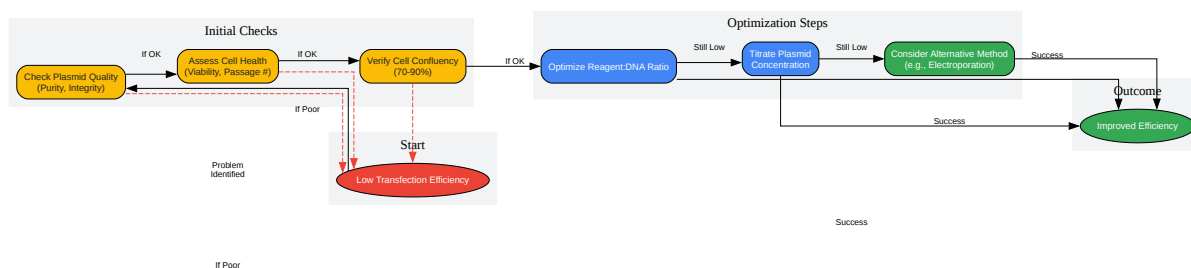 Initial Checks
Optimization Steps
If OK
Assess Cell Health
(Viability, Passage #)
If OK
Verify Cell Confluency
(70-90%)
If OK
Check Plasmid Quality
(Purity, Integrity)
Optimize Reagent:DNA Ratio
Still Low
Titrate Plasmid
Concentration
Still Low
Consider Alternative Method
(e.g., Electroporation)
Success
Outcome
Improved Efficiency
If Poor
Success
Start
Low Transfection Efficiency
Problem
Identified
Success
If Poor